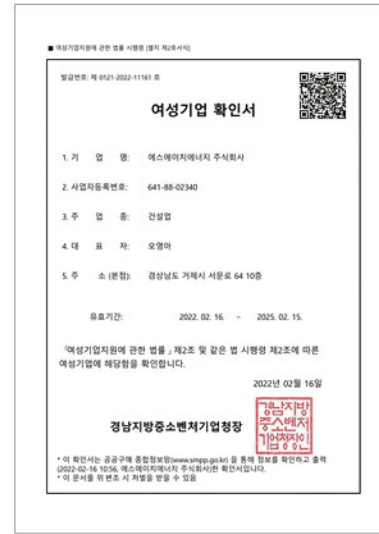 ■ 여성기업지원에 관한 법률 시행령 [별지 제2호서식]
발급번호: 제 0121-2022-11161 호
여성기업 확인서
1. 기 업 명: 에스에이치에너지 주식회사
2. 사업자등록번호: 641-88-02340
3. 주 업 종: 건설업
4. 대 표 자: 오영아
5. 주 소 (본점): 경상남도 거제시 서문로 64 10층
유효기간: 2022. 02. 16. ~ 2025. 02. 15.
「여성기업지원에 관한 법률」제2조 및 같은 법 시행령 제2조에 따른
여성기업에 해당함을 확인합니다.
2022년 02월 16일
경남지방중소벤처기업청장
경남지방
중소벤처
기업청장인
* 이 확인서는 공공구매 종합정보망(www.smpp.go.kr) 을 통해 정보를 확인하고 출력
(2022-02-16 10:56, 에스에이치에너지 주식회사)한 확인서입니다.
* 이 문서를 위·변조 시 처벌을 받을 수 있음